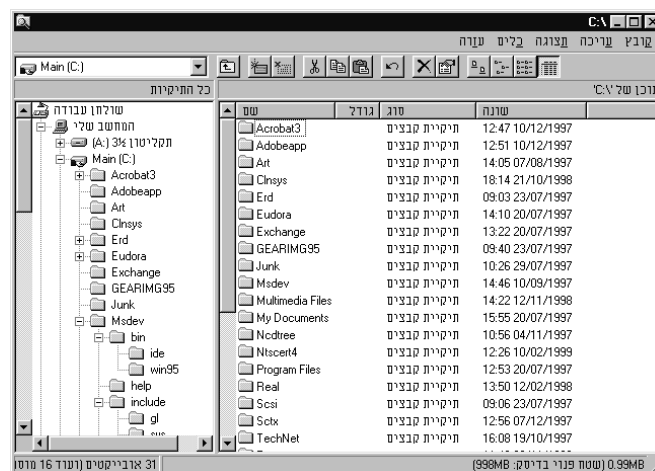 C:\
קובץ עריכה תצוגה כלים עזרה
Main (C:)
כל התיקיות
תוכן של 'C:\'
שולחן עבודה
המחשב שלי
תקליטון 3½ (A:)
Main (C:)
Acrobat3
Adobeapp
Art
Clnsys
Erd
Eudora
Exchange
GEARIMG95
Junk
Msdev
bin
ide
win95
help
include
gl
sys
שם גודל סוג שונה
Acrobat3 תיקיית קבצים 12:47 10/12/1997
Adobeapp תיקיית קבצים 12:51 10/12/1997
Art תיקיית קבצים 14:05 07/08/1997
Clnsys תיקיית קבצים 18:14 21/10/1998
Erd תיקיית קבצים 09:03 23/07/1997
Eudora תיקיית קבצים 14:10 20/07/1997
Exchange תיקיית קבצים 13:22 20/07/1997
GEARIMG95 תיקיית קבצים 09:40 23/07/1997
Junk תיקיית קבצים 10:26 29/07/1997
Msdev תיקיית קבצים 14:46 10/09/1997
Multimedia Files תיקיית קבצים 14:22 12/11/1998
My Documents תיקיית קבצים 15:55 20/07/1997
Ncdtree תיקיית קבצים 10:56 04/11/1997
Ntscert4 תיקיית קבצים 12:26 10/02/1999
Program Files תיקיית קבצים 12:53 20/07/1997
Real תיקיית קבצים 13:50 12/02/1998
Scsi תיקיית קבצים 09:06 23/07/1997
Sctx תיקיית קבצים 12:56 07/12/1997
TechNet תיקיית קבצים 16:08 19/10/1997
31 אובייקטים (ועוד 16 מוסו
0.99MB (שטח פנוי בדיסק: 998MB)